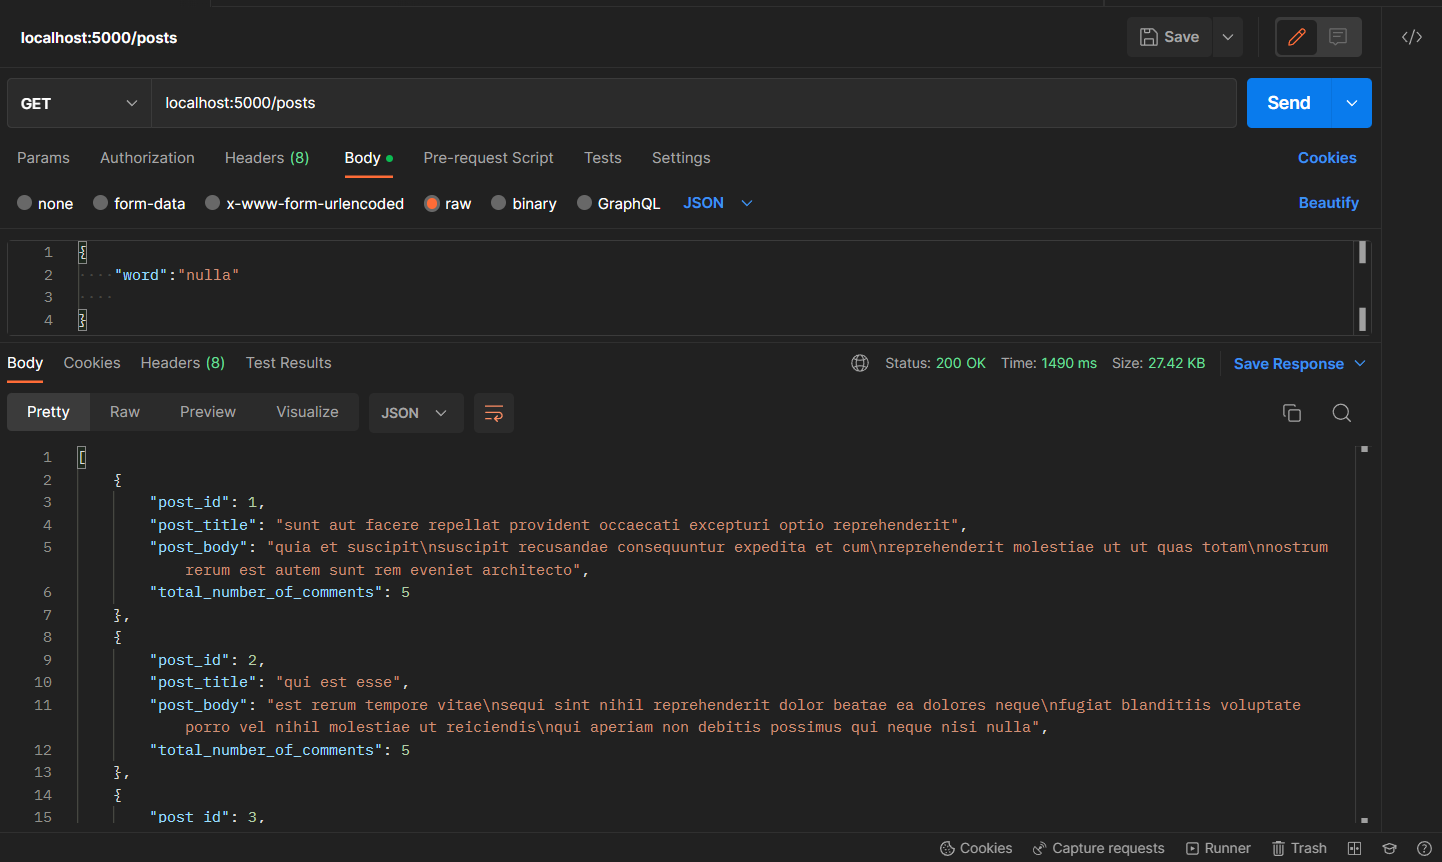 localhost:5000/posts
Save
GET
localhost:5000/posts
Send
Params Authorization Headers (8) Body Pre-request Script Tests Settings Cookies
none form-data x-www-form-urlencoded raw binary GraphQL JSON Beautify
1 {
2 "word":"nulla"
3
4 }
Body Cookies Headers (8) Test Results Status: 200 OK Time: 1490 ms Size: 27.42 KB Save Response
Pretty Raw Preview Visualize JSON
1 [
2 {
3 "post_id": 1,
4 "post_title": "sunt aut facere repellat provident occaecati excepturi optio reprehenderit",
5 "post_body": "quia et suscipit\nsuscipit recusandae consequuntur expedita et cum\nreprehenderit molestiae ut ut quas totam\nnostrum
rerum est autem sunt rem eveniet architecto",
6 "total_number_of_comments": 5
7 },
8 {
9 "post_id": 2,
10 "post_title": "qui est esse",
11 "post_body": "est rerum tempore vitae\nsequi sint nihil reprehenderit dolor beatae ea dolores neque\nfugiat blanditiis voluptate
porro vel nihil molestiae ut reiciendis\nqui aperiam non debitis possimus qui neque nisi nulla",
12 "total_number_of_comments": 5
13 },
14 {
15 "post_id": 3,
Cookies Capture requests Runner Trash